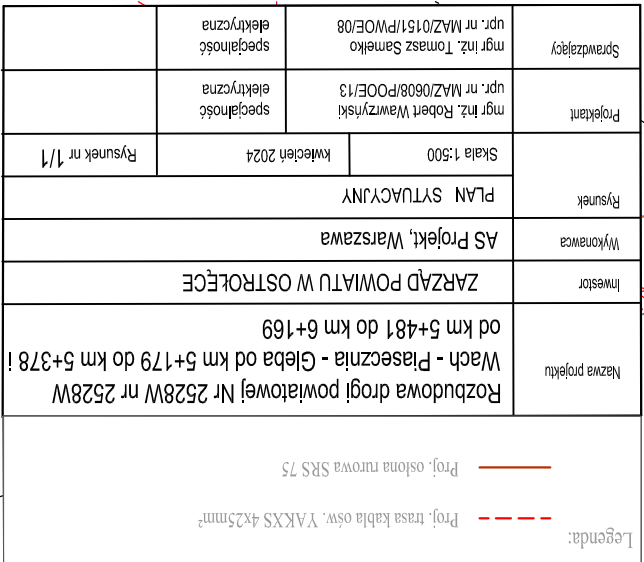 Legenda:
Proj. trasa kabla ośw. YAKXS 4x25mm²
Proj. osłona rurowa SRS 75
Nazwa projektu
Rozbudowa drogi powiatowej Nr 2528W nr 2528W
Wach - Piasecznia - Gleba od km 5+179 do km 5+378 i
od km 5+481 do km 6+169
Inwestor
ZARZĄD POWIATU W OSTROŁĘCE
Wykonawca
AS Projekt, Warszawa
Rysunek
PLAN SYTUACYJNY
Skala 1:500
kwiecień 2024
Rysunek nr 1/1
Projektant
mgr inż. Robert Wawrzyński
upr. nr MAZ/0608/POOE/13
specjalność
elektryczna
Sprawdzający
mgr inż. Tomasz Samełko
upr. nr MAZ/0151/PWOE/08
specjalność
elektryczna